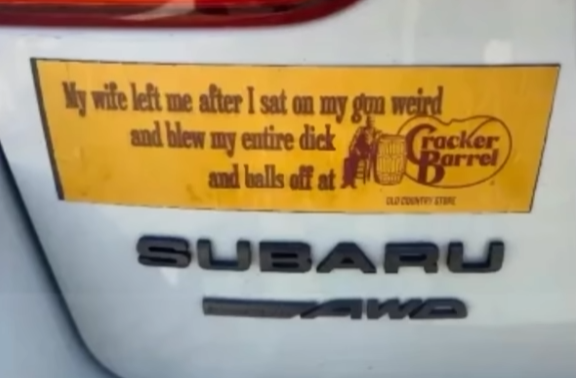 My wife left me after I sat on my gun weird
and blew my entire dick
and balls off at
Cracker
Barrel
OLD COUNTRY STORE
SUBARU
AWD